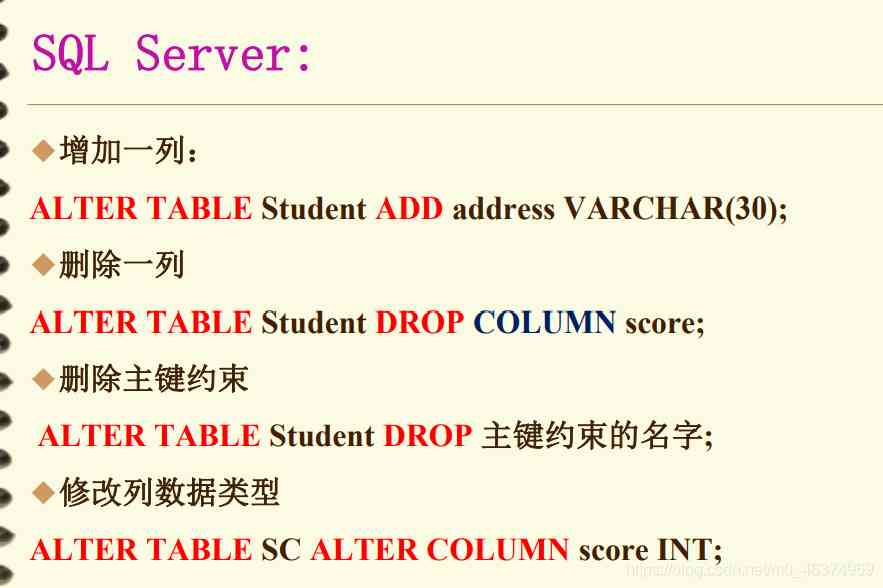 SQL Server:
增加一列：
ALTER TABLE Student ADD address VARCHAR(30);
删除一列
ALTER TABLE Student DROP COLUMN score;
删除主键约束
ALTER TABLE Student DROP 主键约束的名字;
修改列数据类型
ALTER TABLE SC ALTER COLUMN score INT;
https://blog.csdn.net/m0_46374969